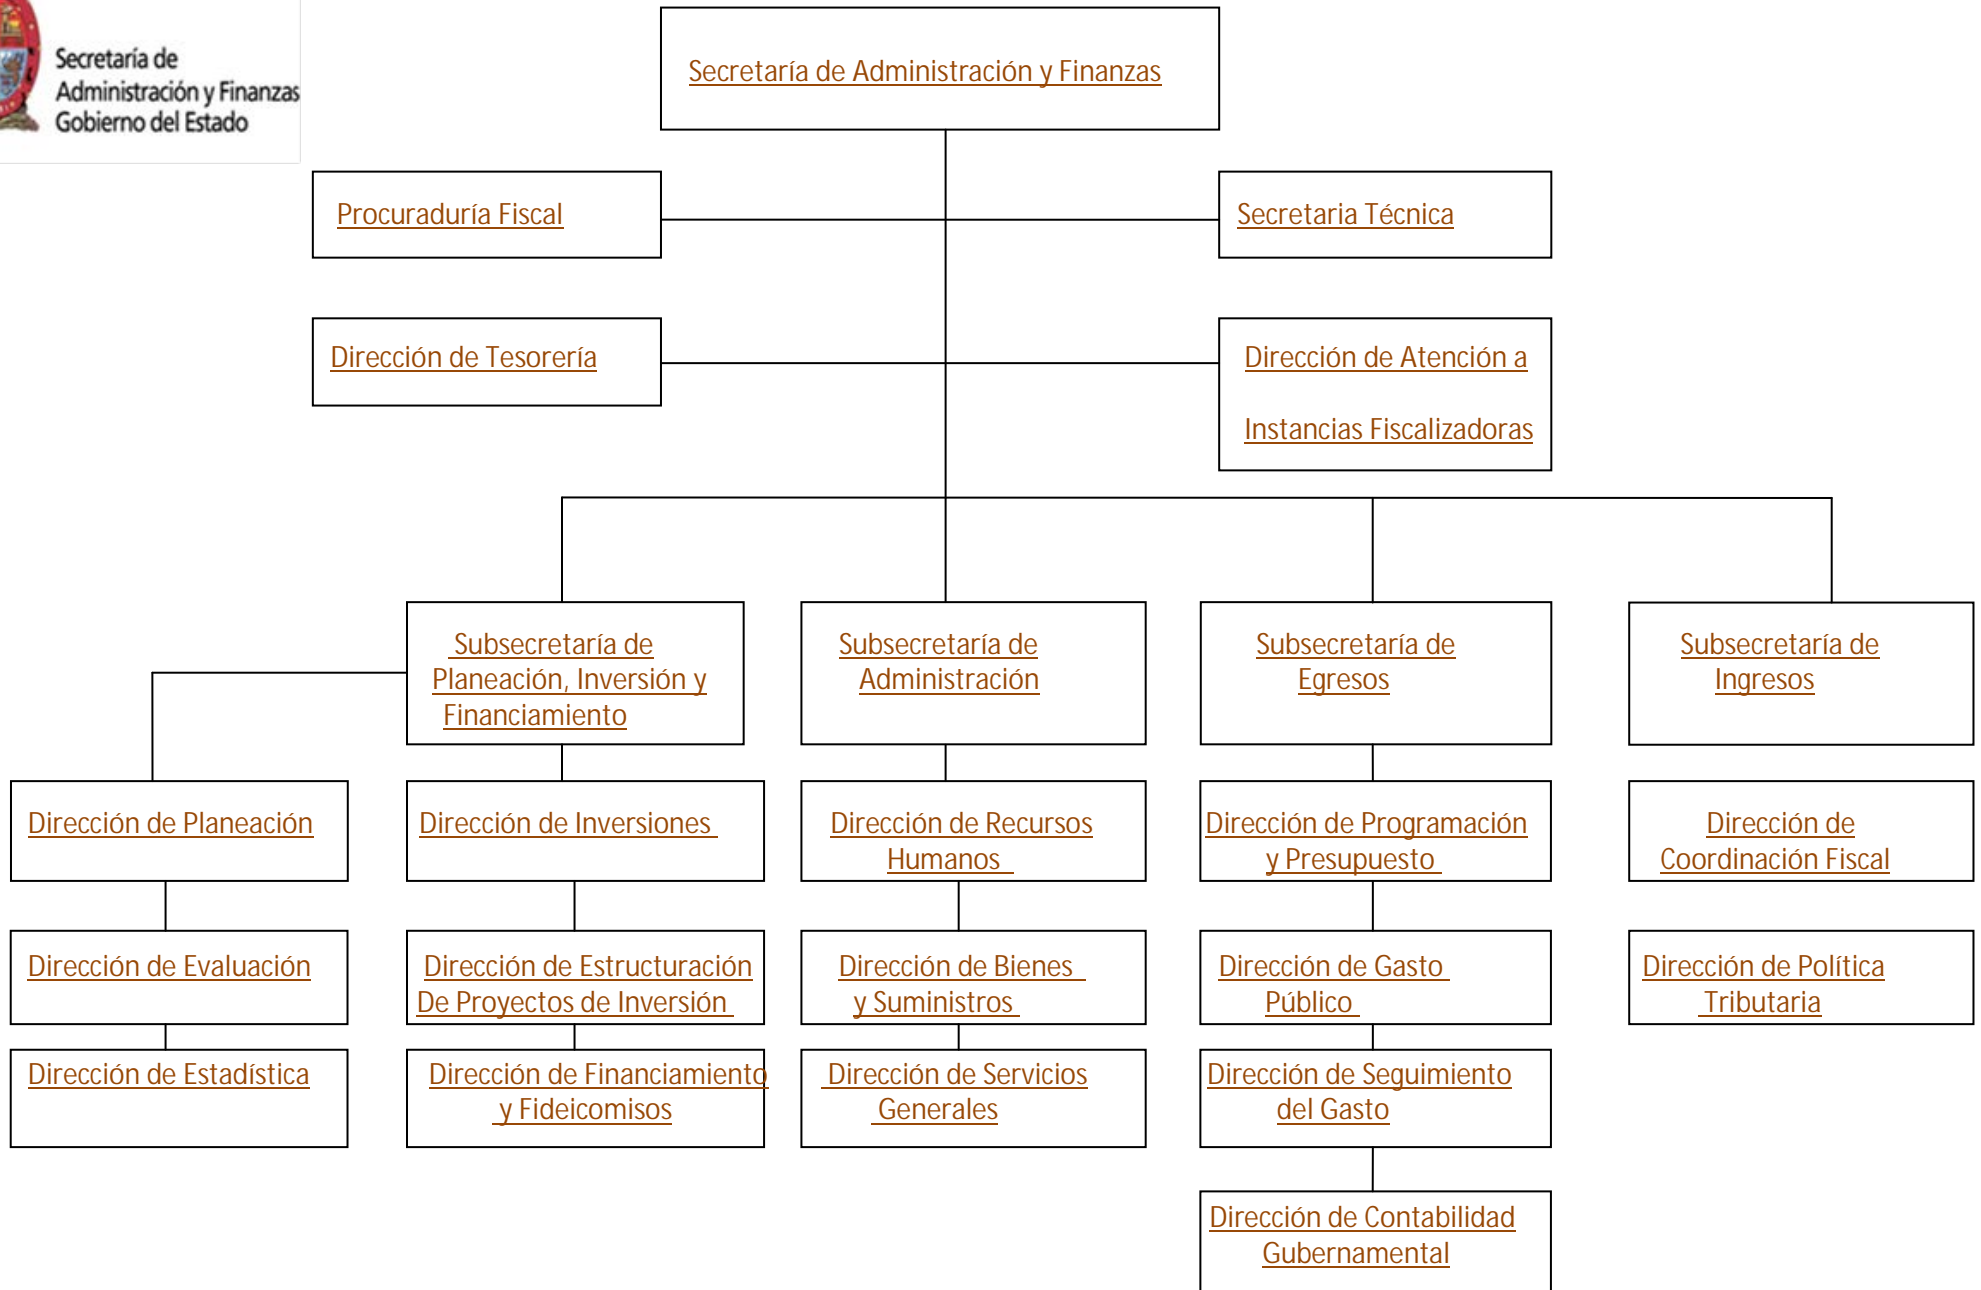 Secretaría de
Administración y Finanzas
Gobierno del Estado
Secretaría de Administración y Finanzas
Procuraduría Fiscal
Secretaria Técnica
Dirección de Tesorería
Dirección de Atención a
Instancias Fiscalizadoras
Subsecretaría de
Planeación, Inversión y
Financiamiento
Subsecretaría de
Administración
Subsecretaría de
Egresos
Subsecretaría de
Ingresos
Dirección de Planeación
Dirección de Inversiones
Dirección de Recursos
Humanos
Dirección de Programación
y Presupuesto
Dirección de
Coordinación Fiscal
Dirección de Evaluación
Dirección de Estructuración
De Proyectos de Inversión
Dirección de Bienes
y Suministros
Dirección de Gasto
Público
Dirección de Política
Tributaria
Dirección de Estadística
Dirección de Financiamiento
y Fideicomisos
Dirección de Servicios
Generales
Dirección de Seguimiento
del Gasto
Dirección de Contabilidad
Gubernamental